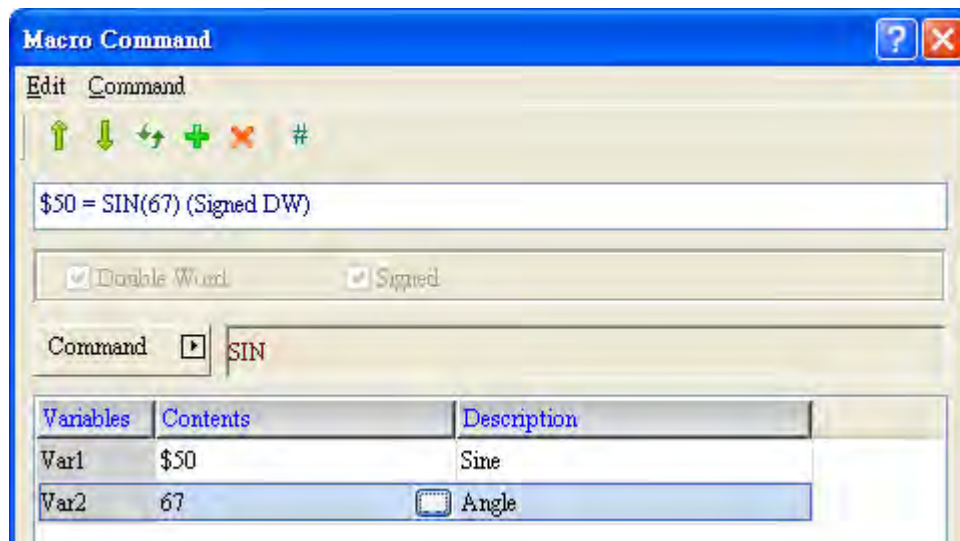 Macro Command
Edit Command
#
$50 = SIN(67) (Signed DW)
Double Word Signed
Command SIN
Variables Contents Description
Var1 $50 Sine
Var2 67 Angle